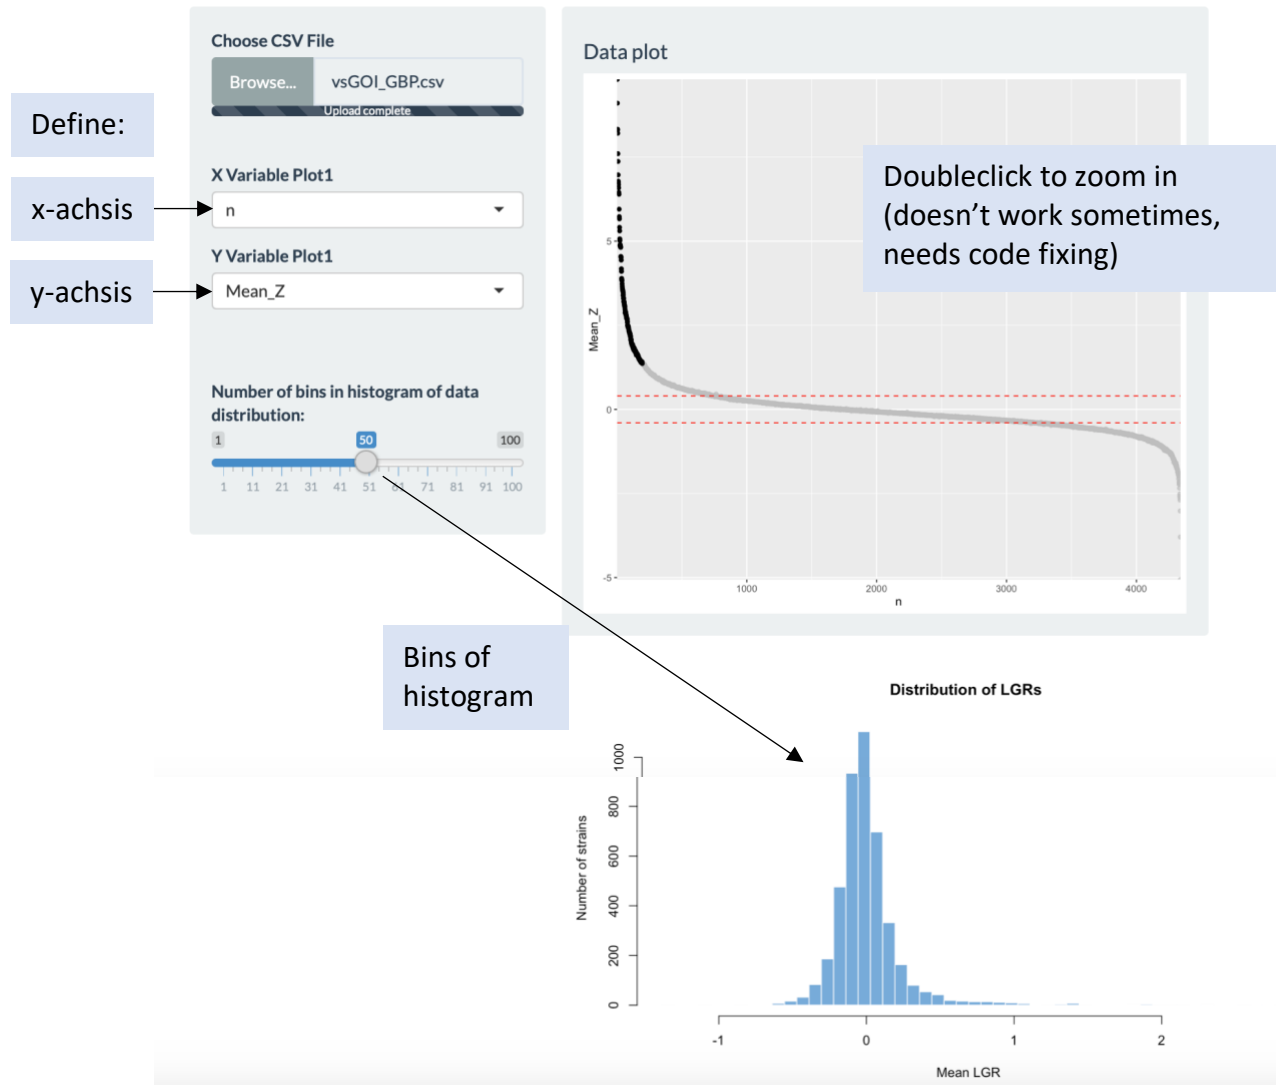 Choose CSV File
Browse...
vsGOI_GBP.csv
Upload complete
Define:
X Variable Plot1
x-achsis
n
Y Variable Plot1
y-achsis
Mean_Z
Number of bins in histogram of data
distribution:
1
50
100
1 11 21 31 41 51 61 71 81 91 100
Data plot
Doubleclick to zoom in
(doesn't work sometimes,
needs code fixing)
Mean_Z
5
0
-5
1000 2000 3000 4000
n
Bins of
histogram
Distribution of LGRs
Number of strains
1000
800
600
400
200
0
-1 0 1 2
Mean LGR